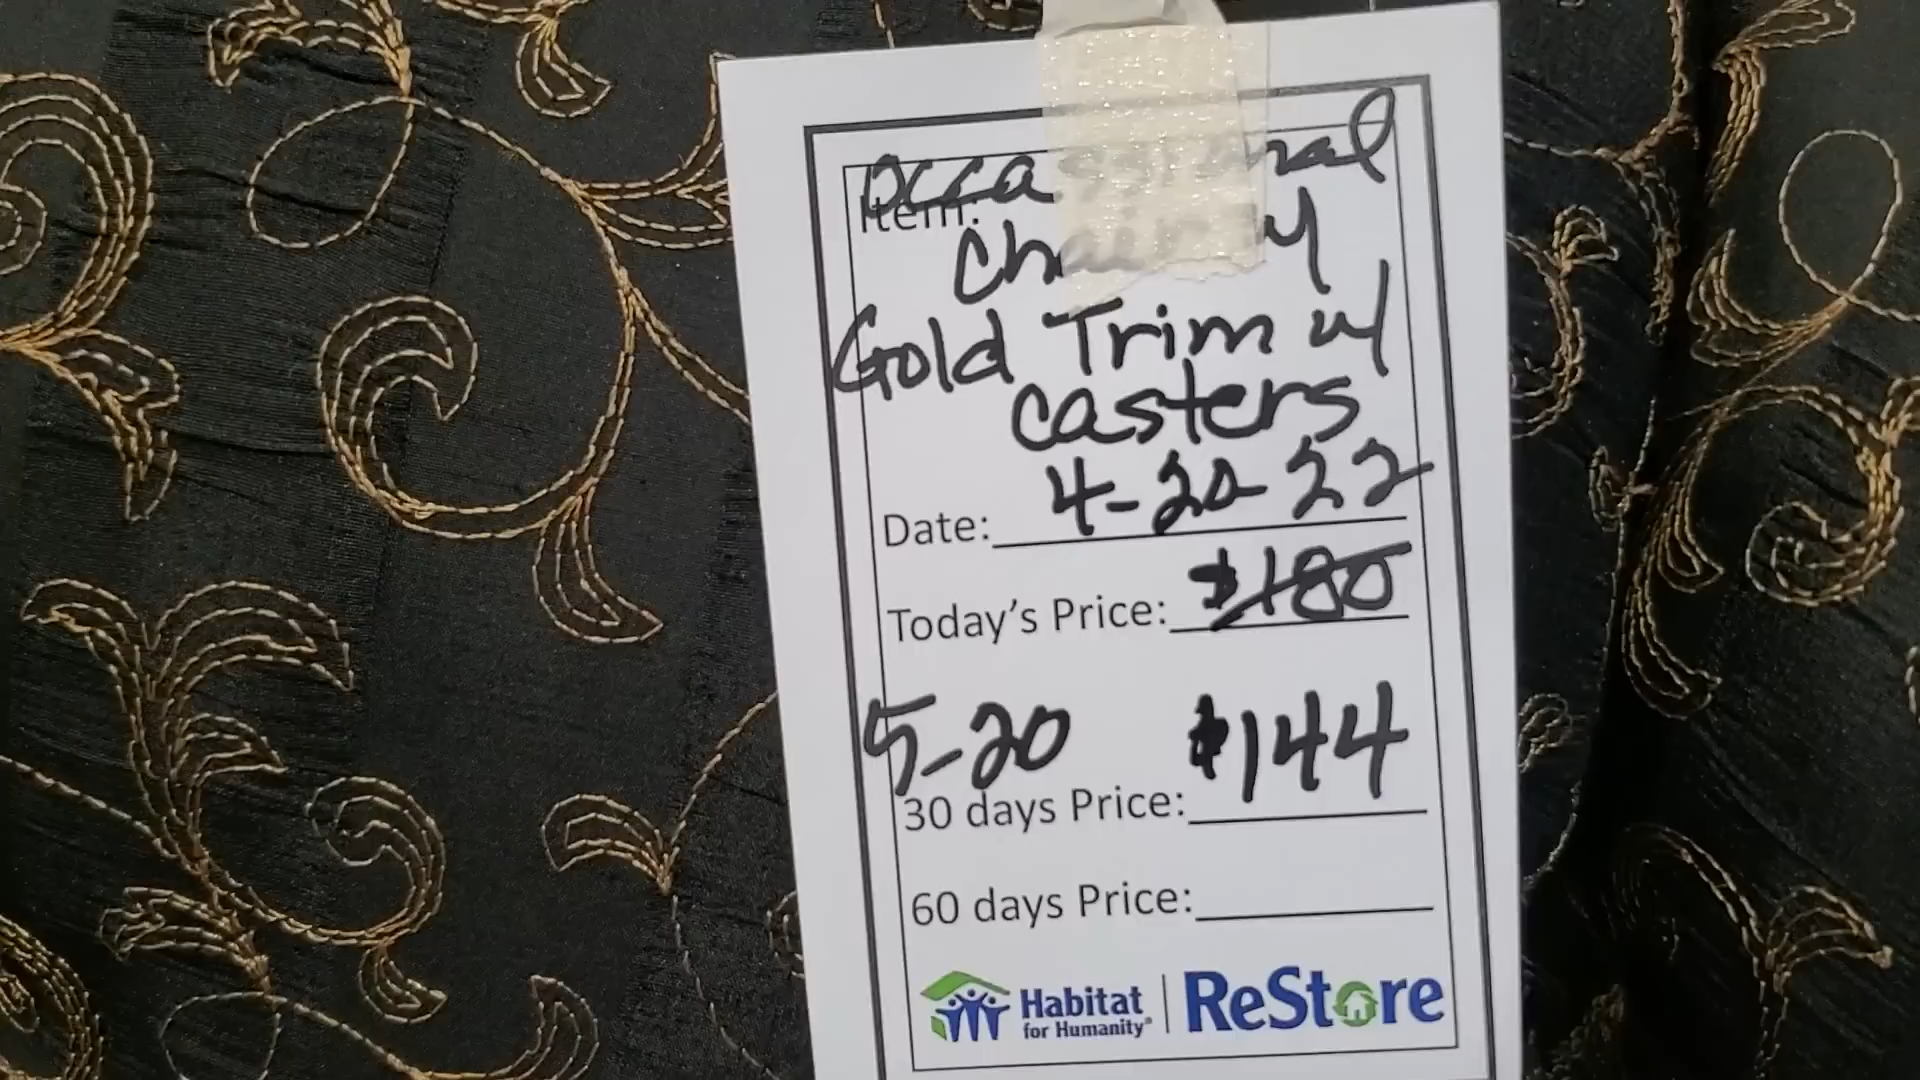 Occasional
Item:
Chair w/
Gold Trim w/
casters
Date: 4-20-22
Today's Price: $180
5-20 $144
30 days Price:
60 days Price:
Habitat for Humanity® | ReStore